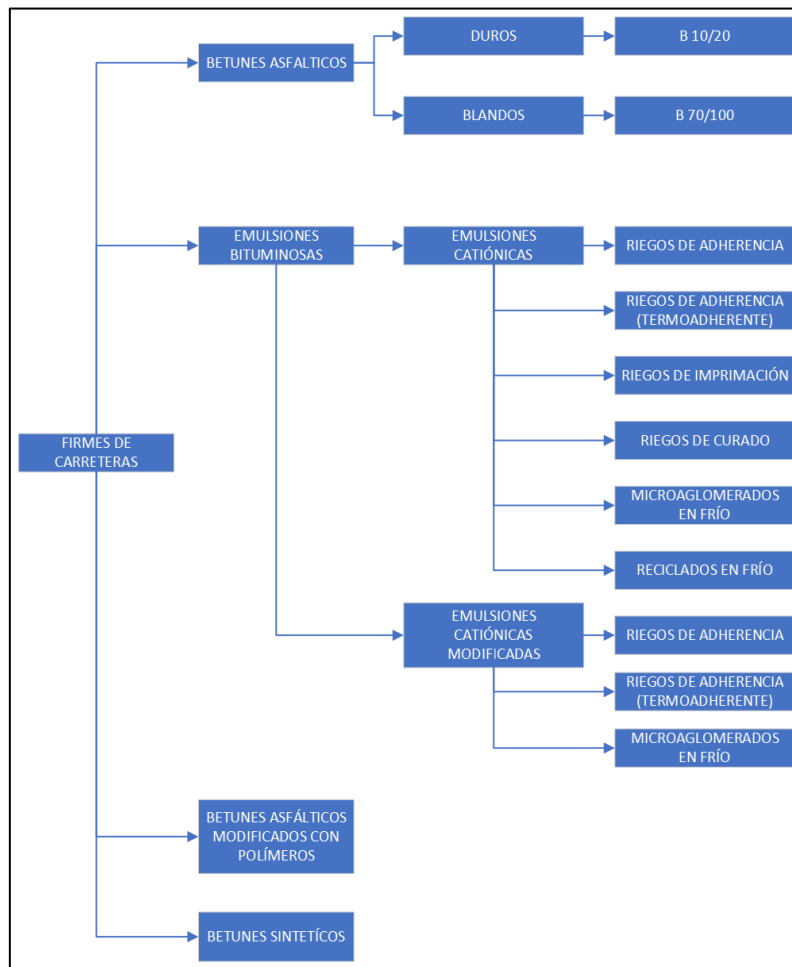 FIRMES DE
CARRETERAS
BETUNES ASFALTICOS
DUROS
B 10/20
BLANDOS
B 70/100
EMULSIONES
BITUMINOSAS
EMULSIONES
CATIÓNICAS
RIEGOS DE ADHERENCIA
RIEGOS DE ADHERENCIA
(TERMOADHERENTE)
RIEGOS DE IMPRIMACIÓN
RIEGOS DE CURADO
MICROAGLOMERADOS
EN FRÍO
RECICLADOS EN FRÍO
EMULSIONES
CATIÓNICAS
MODIFICADAS
RIEGOS DE ADHERENCIA
RIEGOS DE ADHERENCIA
(TERMOADHERENTE)
MICROAGLOMERADOS
EN FRÍO
BETUNES ASFÁLTICOS
MODIFICADOS CON
POLÍMEROS
BETUNES SINTETÍCOS